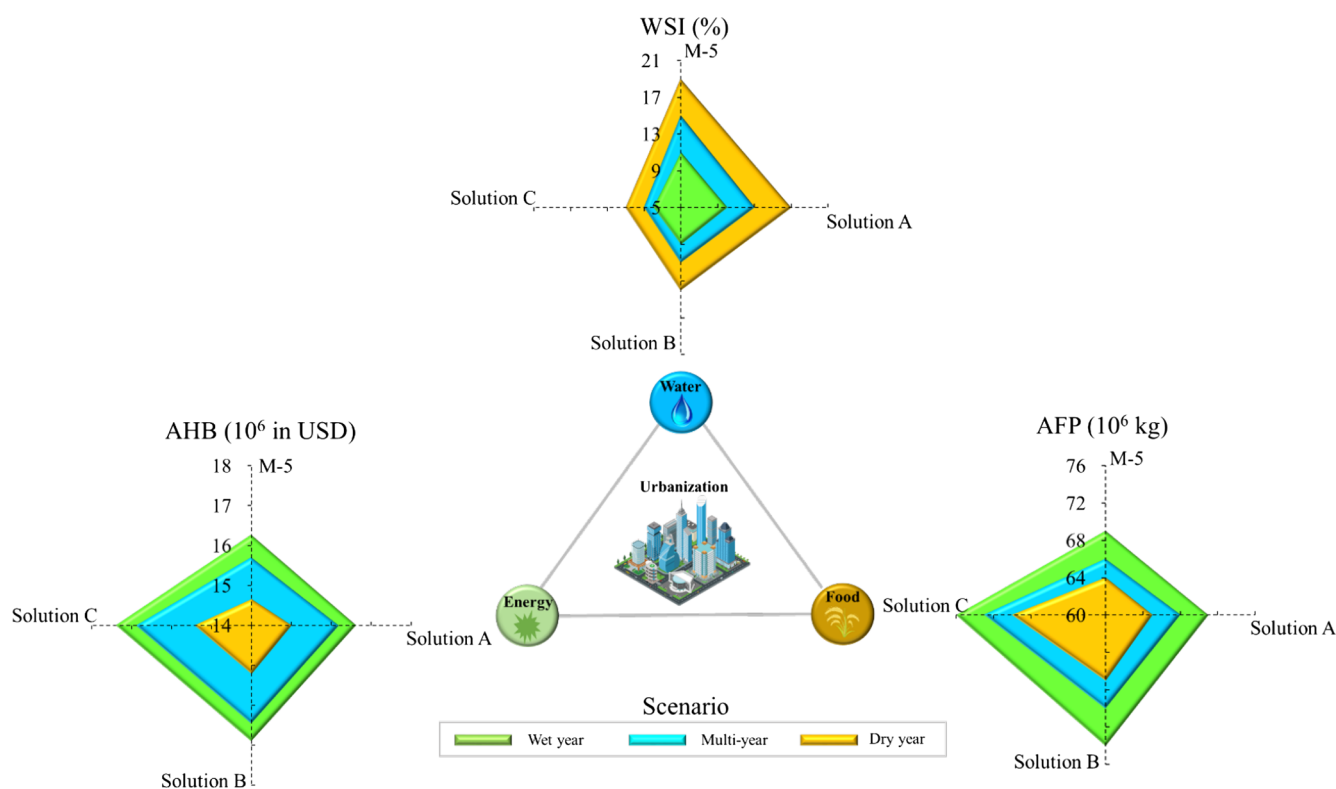 WSI (%)
M-5
21
17
13
9
5
Solution C
Solution A
Solution B
Water
AHB (10⁶ in USD)
M-5
18
17
16
15
14
Solution C
Solution A
Solution B
Urbanization
Energy
Food
AFP (10⁶ kg)
M-5
76
72
68
64
60
Solution C
Solution A
Solution B
Scenario
Wet year Multi-year Dry year